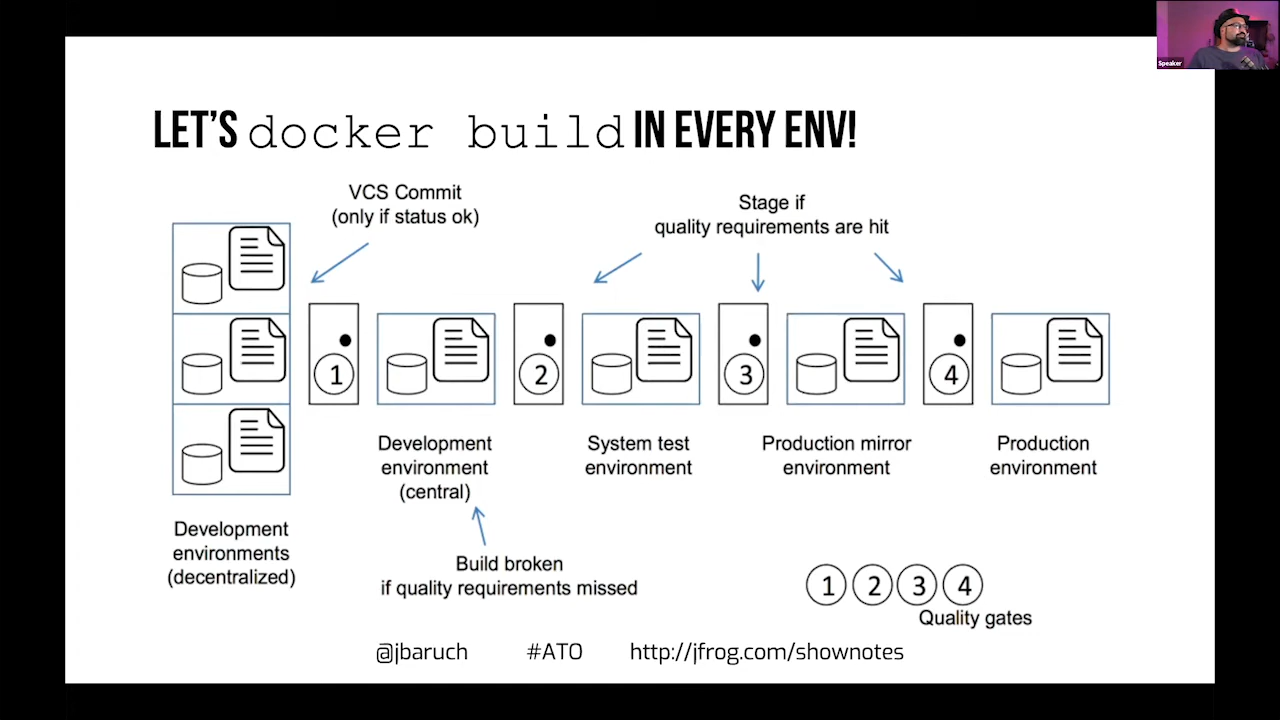 Speaker
LET'S docker build IN EVERY ENV!
VCS Commit
(only if status ok)
Stage if
quality requirements are hit
1
2
3
4
Development
environments
(decentralized)
Development
environment
(central)
System test
environment
Production mirror
environment
Production
environment
Build broken
if quality requirements missed
1 2 3 4
Quality gates
@jbaruch #ATO http://jfrog.com/shownotes